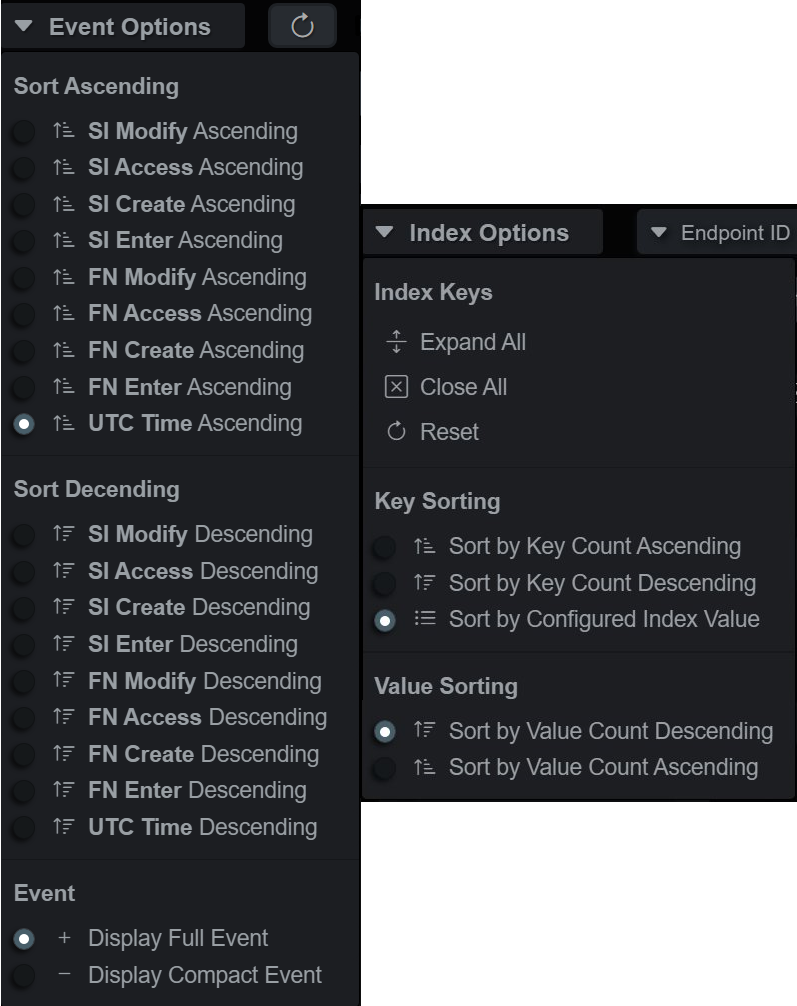 Event Options
Sort Ascending
SI Modify Ascending
SI Access Ascending
SI Create Ascending
SI Enter Ascending
FN Modify Ascending
FN Access Ascending
FN Create Ascending
FN Enter Ascending
UTC Time Ascending
Sort Decending
SI Modify Descending
SI Access Descending
SI Create Descending
SI Enter Descending
FN Modify Descending
FN Access Descending
FN Create Descending
FN Enter Descending
UTC Time Descending
Event
+ Display Full Event
− Display Compact Event
Index Options
Endpoint ID
Index Keys
Expand All
Close All
Reset
Key Sorting
Sort by Key Count Ascending
Sort by Key Count Descending
Sort by Configured Index Value
Value Sorting
Sort by Value Count Descending
Sort by Value Count Ascending